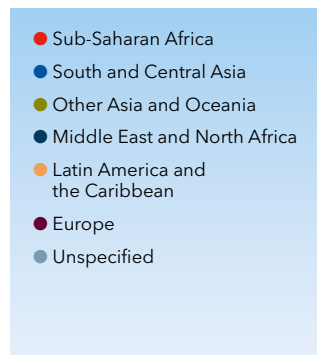 Sub-Saharan Africa
South and Central Asia
Other Asia and Oceania
Middle East and North Africa
Latin America and
the Caribbean
Europe
Unspecified